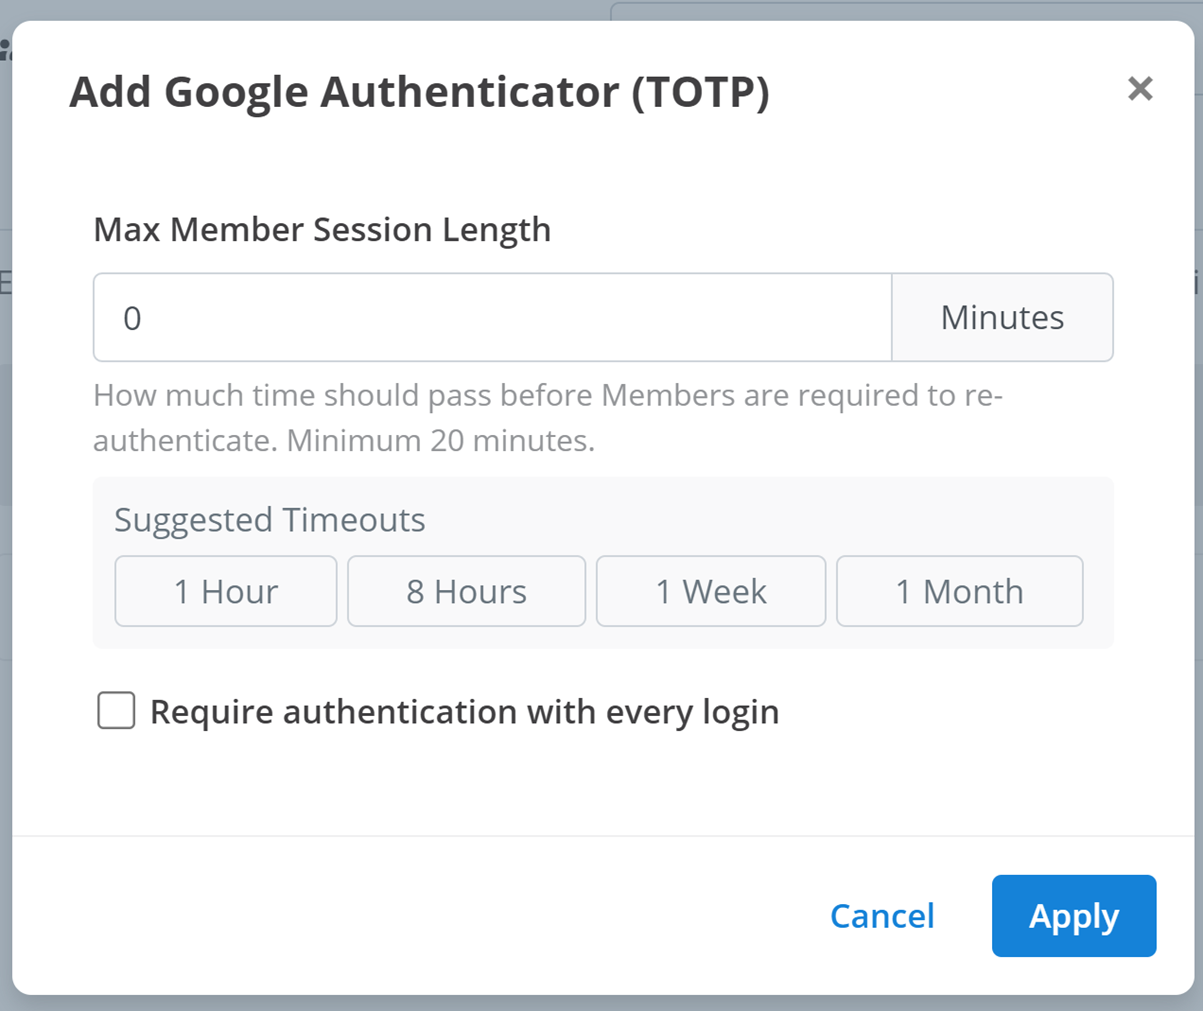 Add Google Authenticator (TOTP)
Max Member Session Length
0 Minutes
How much time should pass before Members are required to re-
authenticate. Minimum 20 minutes.
Suggested Timeouts
1 Hour 8 Hours 1 Week 1 Month
Require authentication with every login
Cancel Apply